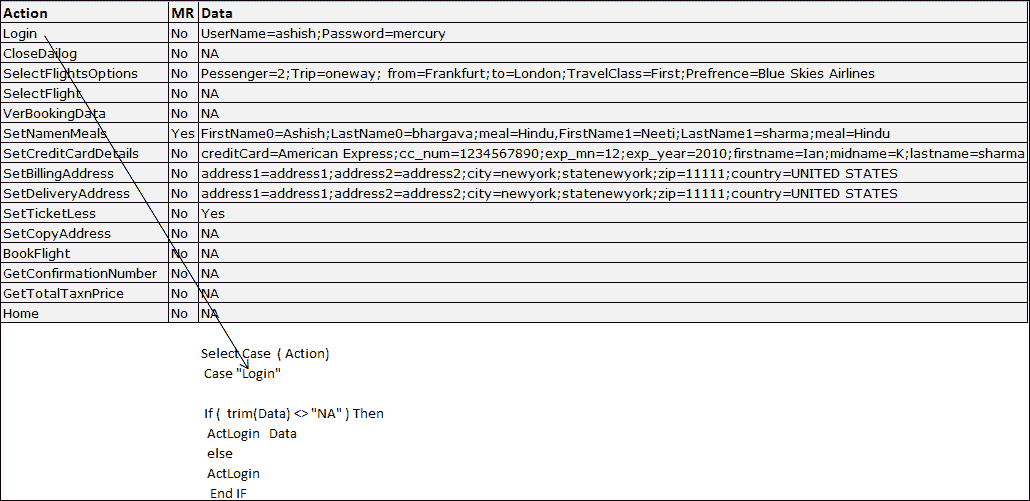 Action MR Data
Login No UserName=ashish;Password=mercury
CloseDailog No NA
SelectFlightsOptions No Pessenger=2;Trip=oneway; from=Frankfurt;to=London;TravelClass=First;Prefrence=Blue Skies Airlines
SelectFlight No NA
VerBookingData No NA
SetNamenMeals Yes FirstName0=Ashish;LastName0=bhargava;meal=Hindu,FirstName1=Neeti;LastName1=sharma;meal=Hindu
SetCreditCardDetails No creditCard=American Express;cc_num=1234567890;exp_mn=12;exp_year=2010;firstname=Ian;midname=K;lastname=sharma
SetBillingAddress No address1=address1;address2=address2;city=newyork;statenewyork;zip=11111;country=UNITED STATES
SetDeliveryAddress No address1=address1;address2=address2;city=newyork;statenewyork;zip=11111;country=UNITED STATES
SetTicketLess No Yes
SetCopyAddress No NA
BookFlight No NA
GetConfirmationNumber No NA
GetTotalTaxnPrice No NA
Home No NA
Select Case ( Action)
Case "Login"
If ( trim(Data) <> "NA" ) Then
ActLogin Data
else
ActLogin
End IF